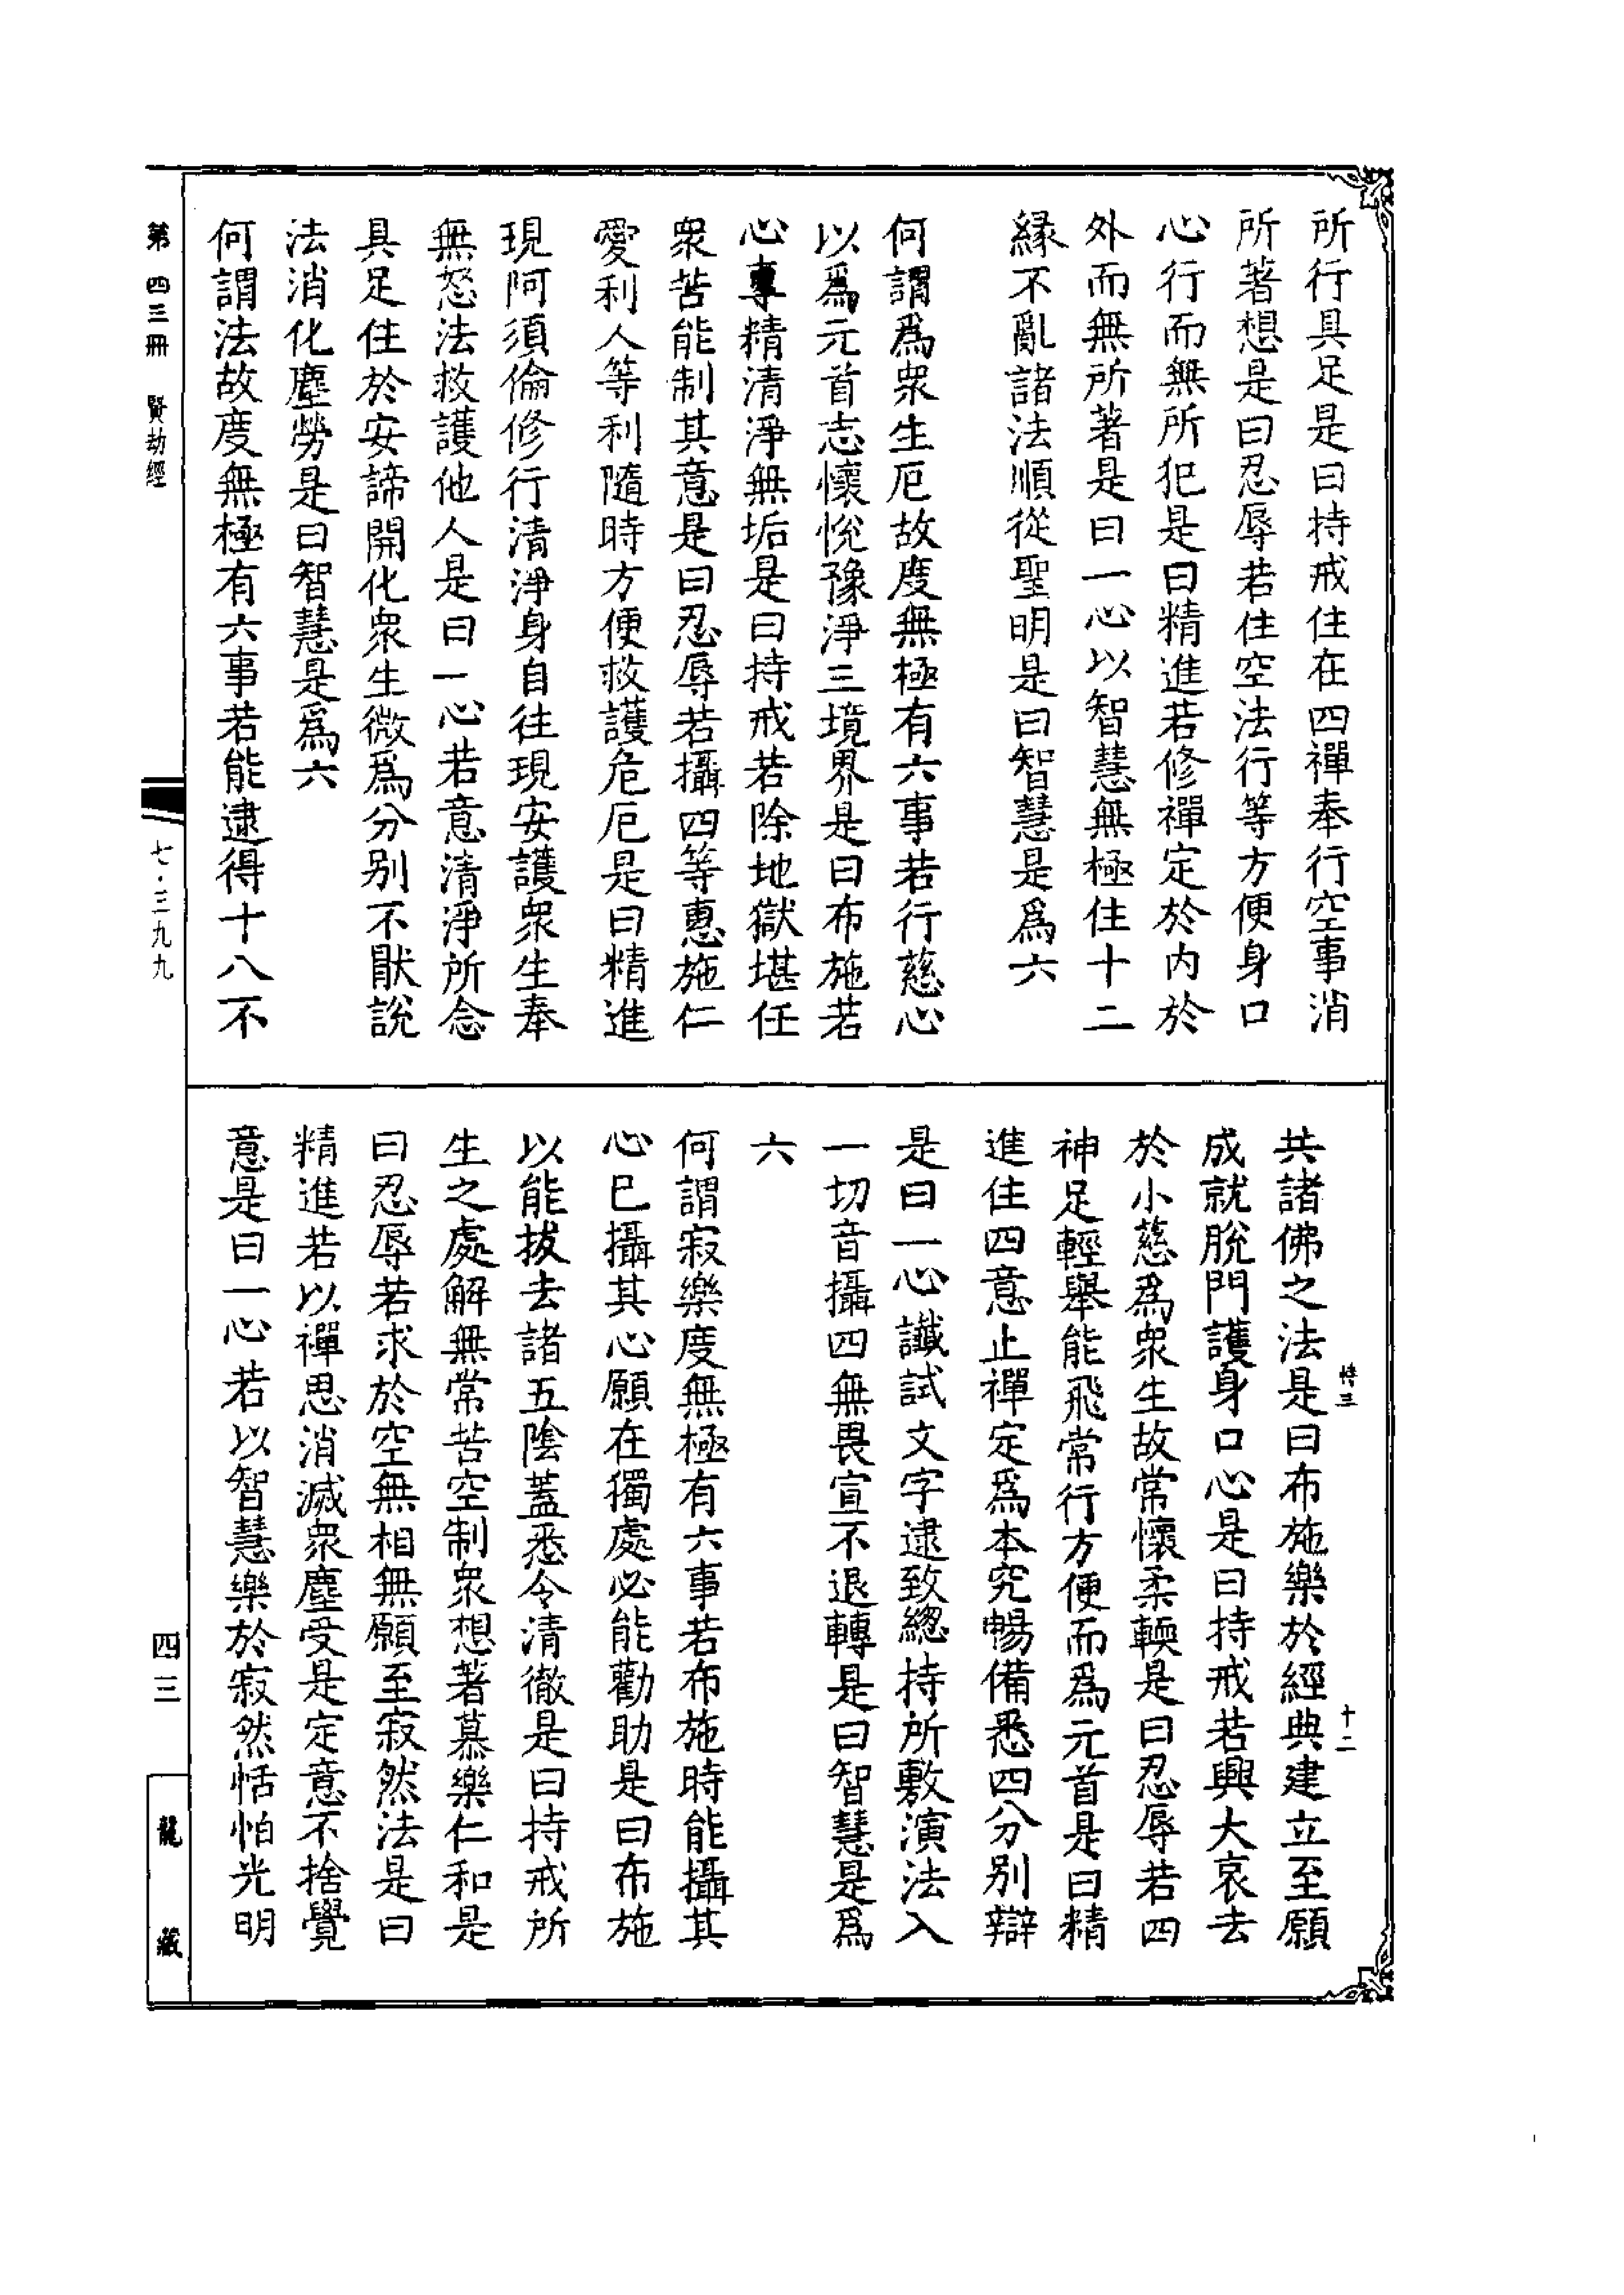 所行具足是曰持戒住在四禪奉行空事消
所著想是曰忍辱若住空法行等方便身口
心行而無所犯是曰精進若修禪定於内於
外而無所著是曰一心以智慧無極住十二
緣不亂諸法順從聖明是曰智慧是爲六
何謂爲衆生厄故度無極有六事若行慈心
以爲元首志懷悅豫淨三境界是曰布施若
心專精清淨無垢是曰持戒若除地獄堪任
衆苦能制其意是曰忍辱若攝四等惠施仁
愛利人等利隨時方便救護危厄是曰精進
現阿須倫修行清淨身自往現安護衆生奉
無怒法救護他人是曰一心若意清淨所念
具足住於安諦開化衆生微爲分別不猒說
法消化塵勞是曰智慧是爲六
何謂法故度無極有六事若能逮得十八不
共諸佛之法是曰布施樂於經典建立至願
成就脫門護身口心是曰持戒若興大哀去
於小慈爲衆生故常懷柔輭是曰忍辱若四
神足輕舉能飛常行方便而爲元首是曰精
進住四意止禪定爲本究暢備悉四分別辯
是曰一心讖試文字逮致總持所敷演法入
一切音攝四無畏宣不退轉是曰智慧是爲
六
何謂寂樂度無極有六事若布施時能攝其
心已攝其心願在獨處必能勸助是曰布施
以能拔去諸五陰蓋悉令清徹是曰持戒所
生之處解無常苦空制衆想著慕樂仁和是
曰忍辱若求於空無相無願至寂然法是曰
精進若以禪思消滅衆塵受是定意不捨覺
意是曰一心若以智慧樂於寂然恬怕光明
第四三冊 賢劫經
七·三九九
四三
龍藏
十二